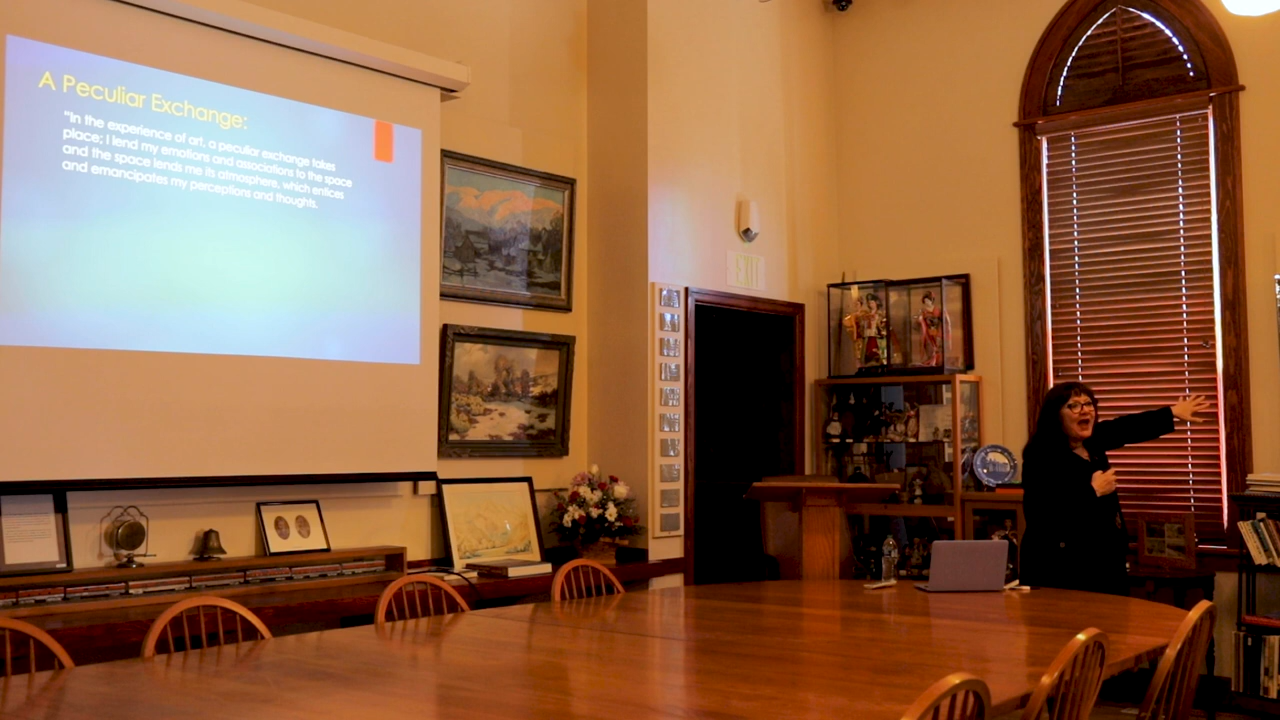 A Peculiar Exchange:
"In the experience of art, a peculiar exchange takes
place; I lend my emotions and associations to the space
and the space lends me its atmosphere, which entices
and emancipates my perceptions and thoughts.
EXIT